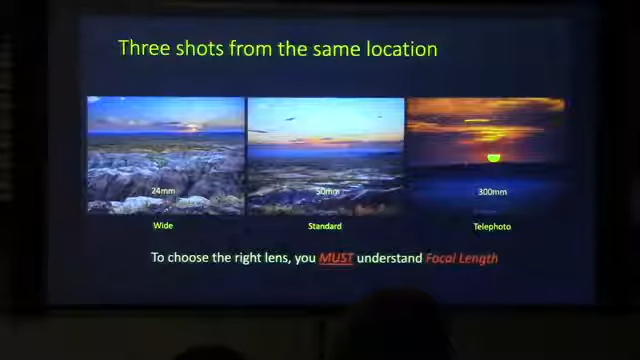 Three shots from the same location
24mm
50mm
300mm
Wide
Standard
Telephoto
To choose the right lens, you MUST understand Focal Length